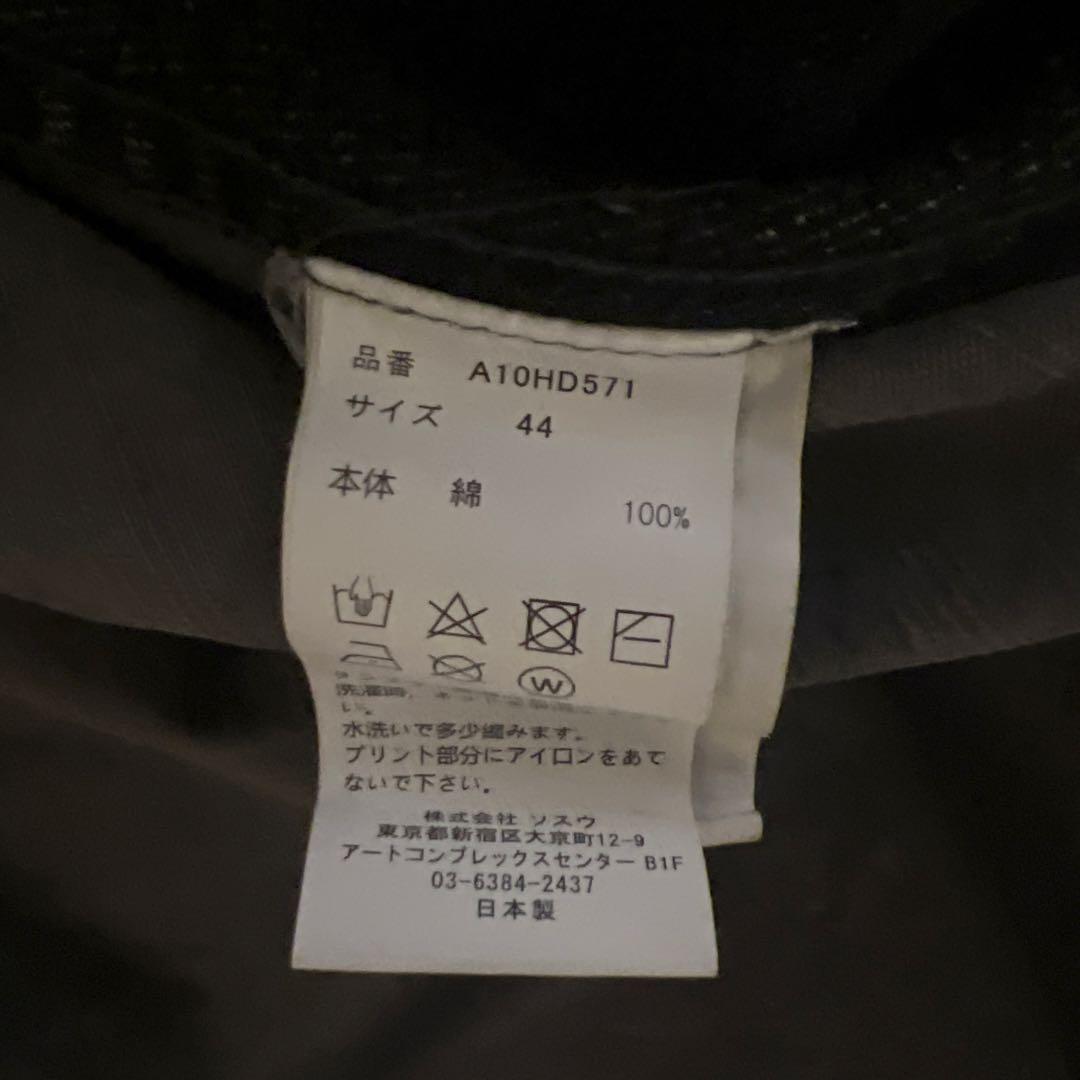 品番 A10HD571
サイズ 44
本体 綿 100%
W
洗濯時、
い。
水洗いで多少縮みます。
プリント部分にアイロンをあて
ないで下さい。
株式会社 ソスウ
東京都新宿区大京町12-9
アートコンプレックスセンター B1F
03-6384-2437
日本製